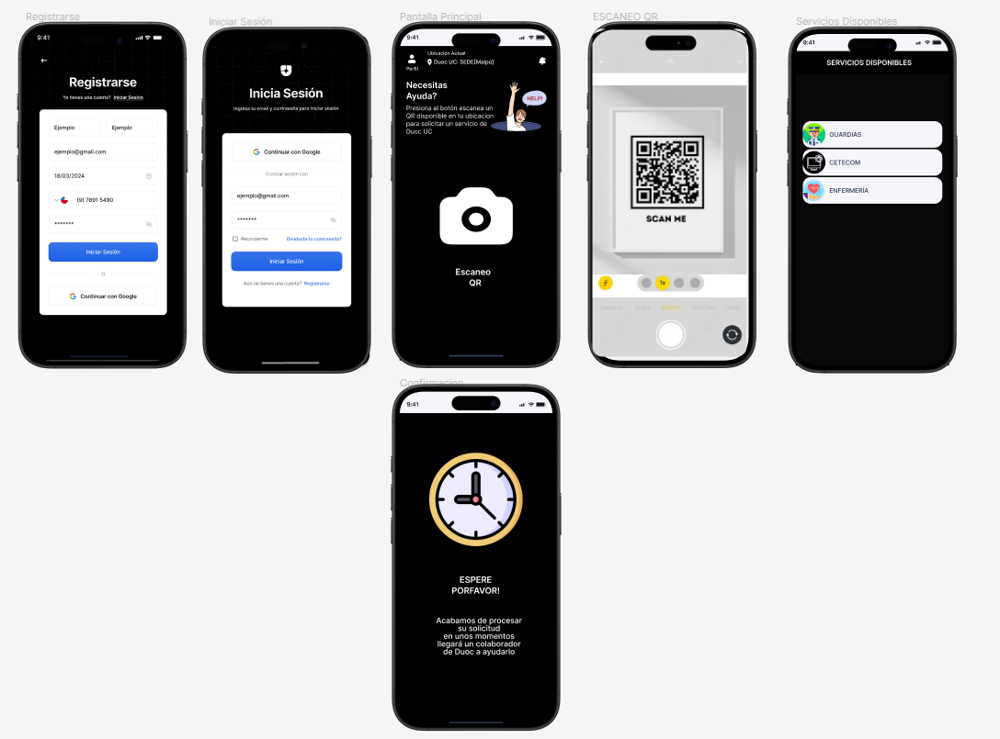 Registrarse
9:41
Registrarse
Ya tienes una cuenta? Iniciar Sesión
Ejemplo
Ejemplo
ejemplo@gmail.com
18/03/2024
(9) 7891 5490
*******
Iniciar Sesión
O
Continuar con Google
Iniciar Sesión
Inicia Sesión
Ingresa tu email y contraseña para Iniciar sesión
Continuar con Google
O iniciar sesión con
ejemplo@gmail.com
*******
Recordarme
Olvidaste tu contraseña?
Iniciar Sesión
Aún no tienes una cuenta? Registrarse
Pantalla Principal
9:41
Ubicación Actual
Duoc UC: SEDE[Maipú]
Perfil
Necesitas
Ayuda?
Presiona el botón escanea un
QR disponible en tu ubicacion
para solicitar un servicio de
Duoc UC
HELP!
Escaneo
QR
ESCANEO QR
SCAN ME
1x
PHOTO
PORTRAIT
Servicios Disponibles
9:41
SERVICIOS DISPONIBLES
GUARDIAS
CETECOM
ENFERMERÍA
Confirmacion
9:41
ESPERE
PORFAVOR!
Acabamos de procesar
su solicitud
en unos momentos
llegará un colaborador
de Duoc a ayudarlo